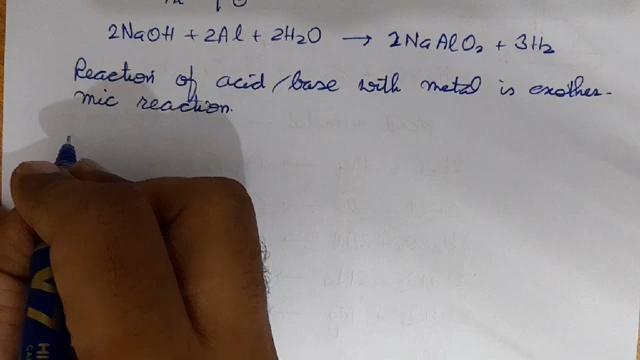 2NaOH + 2Al + 2H₂O → 2NaAlO₂ + 3H₂
Reaction of acid/base with metal is exother-
mic reaction.